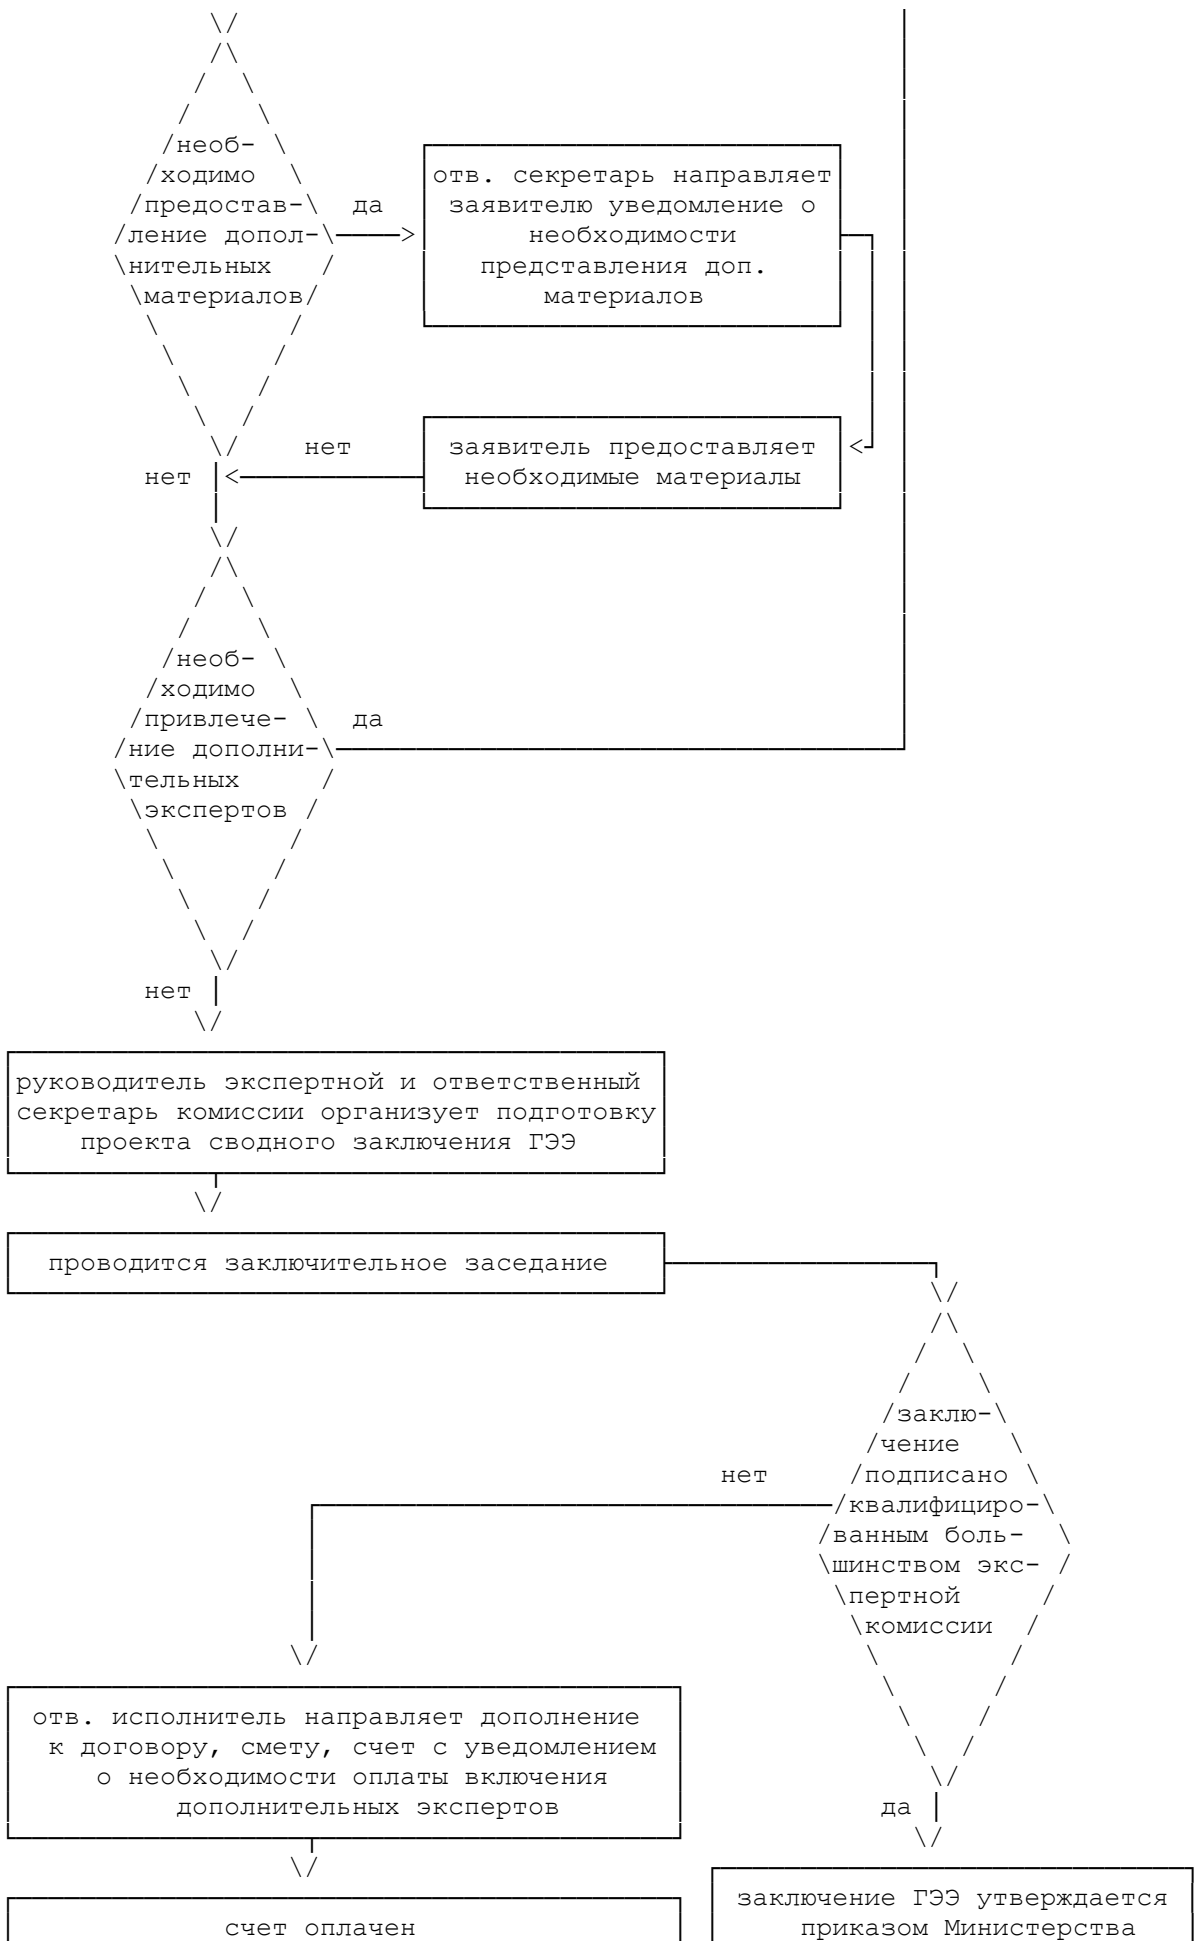 необ-
ходимо
предостав-
ление допол-
нительных
материалов
да
отв. секретарь направляет
заявителю уведомление о
необходимости
представления доп.
материалов
нет
заявитель предоставляет
необходимые материалы
нет
необ-
ходимо
привлече-
ние дополни-
тельных
экспертов
да
нет
руководитель экспертной и ответственный
секретарь комиссии организует подготовку
проекта сводного заключения ГЭЭ
проводится заключительное заседание
заклю-
чение
подписано
квалифициро-
ванным боль-
шинством экс-
пертной
комиссии
нет
отв. исполнитель направляет дополнение
к договору, смету, счет с уведомлением
о необходимости оплаты включения
дополнительных экспертов
да
счет оплачен
заключение ГЭЭ утверждается
приказом Министерства